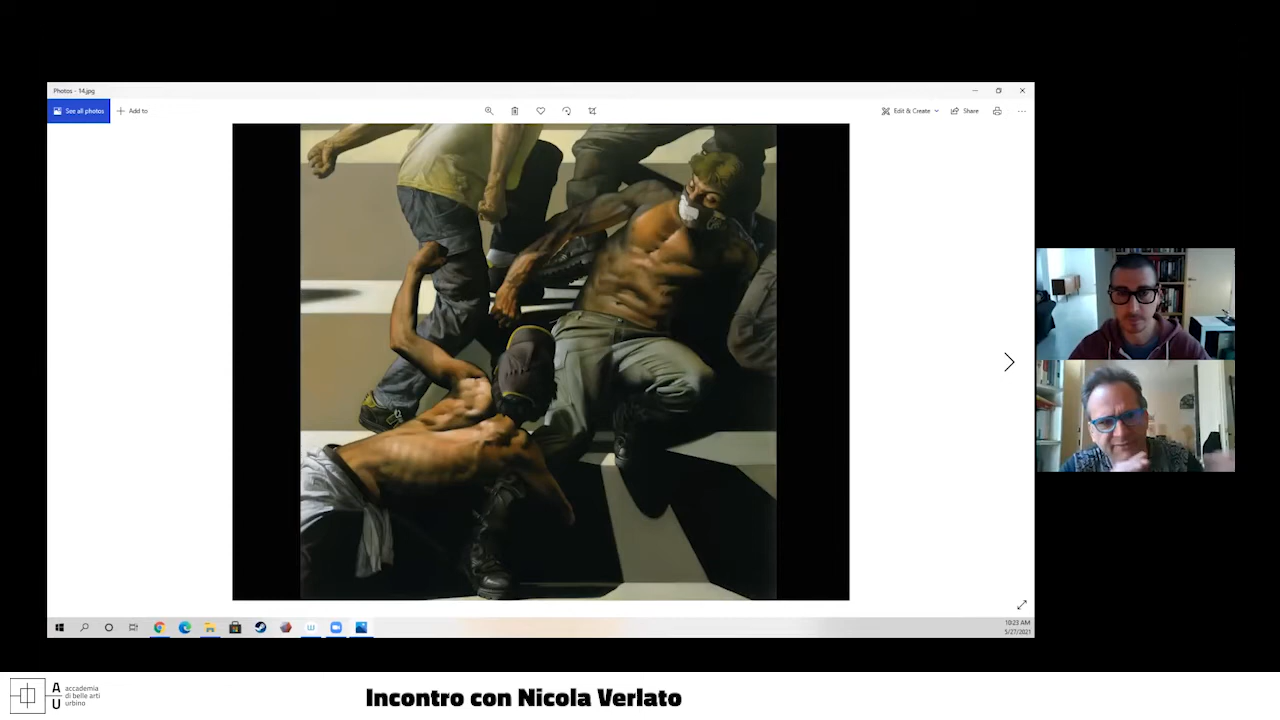 Photos - 14.jpg
See all photos
Add to
Edit & Create
Share
10:23 AM
5/27/2021
A
U
accademia
di belle arti
urbino
Incontro con Nicola Verlato